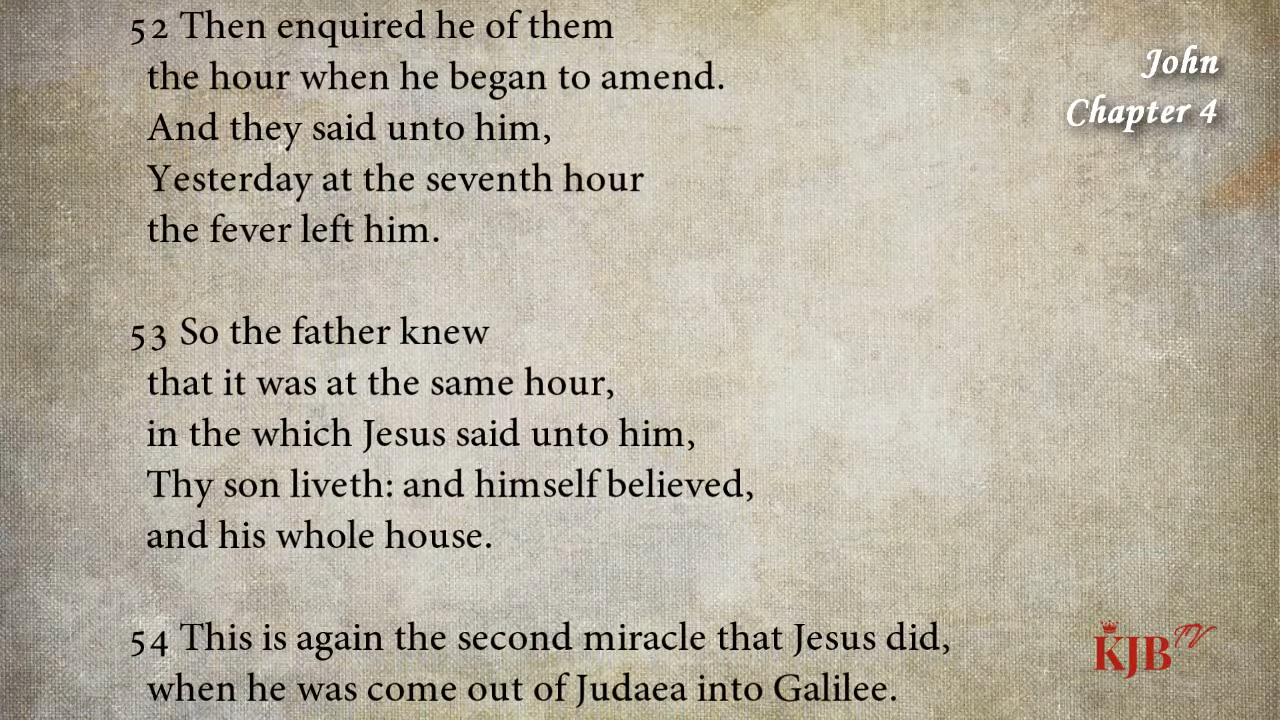 52 Then enquired he of them
the hour when he began to amend.
And they said unto him,
Yesterday at the seventh hour
the fever left him.
53 So the father knew
that it was at the same hour,
in the which Jesus said unto him,
Thy son liveth: and himself believed,
and his whole house.
54 This is again the second miracle that Jesus did,
when he was come out of Judaea into Galilee.
John
Chapter 4
KJB TV